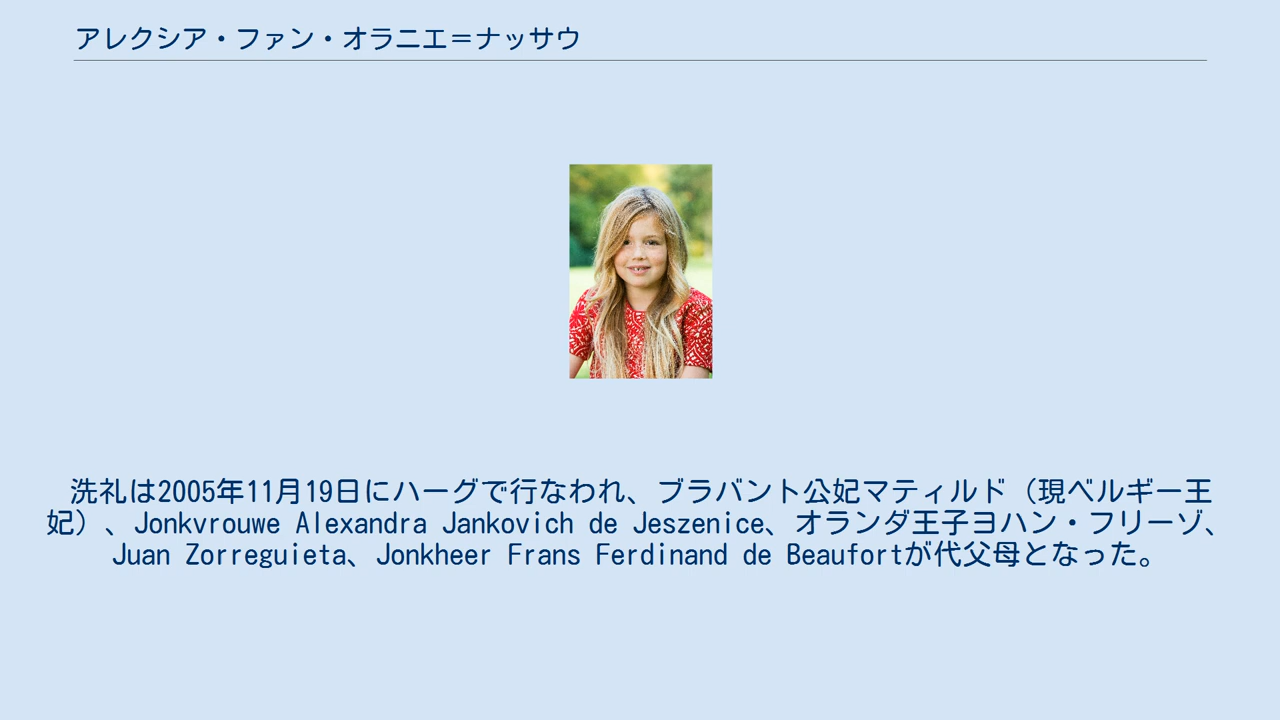 アレクシア・ファン・オラニエ＝ナッサウ
洗礼は2005年11月19日にハーグで行なわれ、ブラバント公妃マティルド（現ベルギー王
妃）、Jonkvrouwe Alexandra Jankovich de Jeszenice、オランダ王子ヨハン・フリーゾ、
Juan Zorreguieta、Jonkheer Frans Ferdinand de Beaufortが代父母となった。